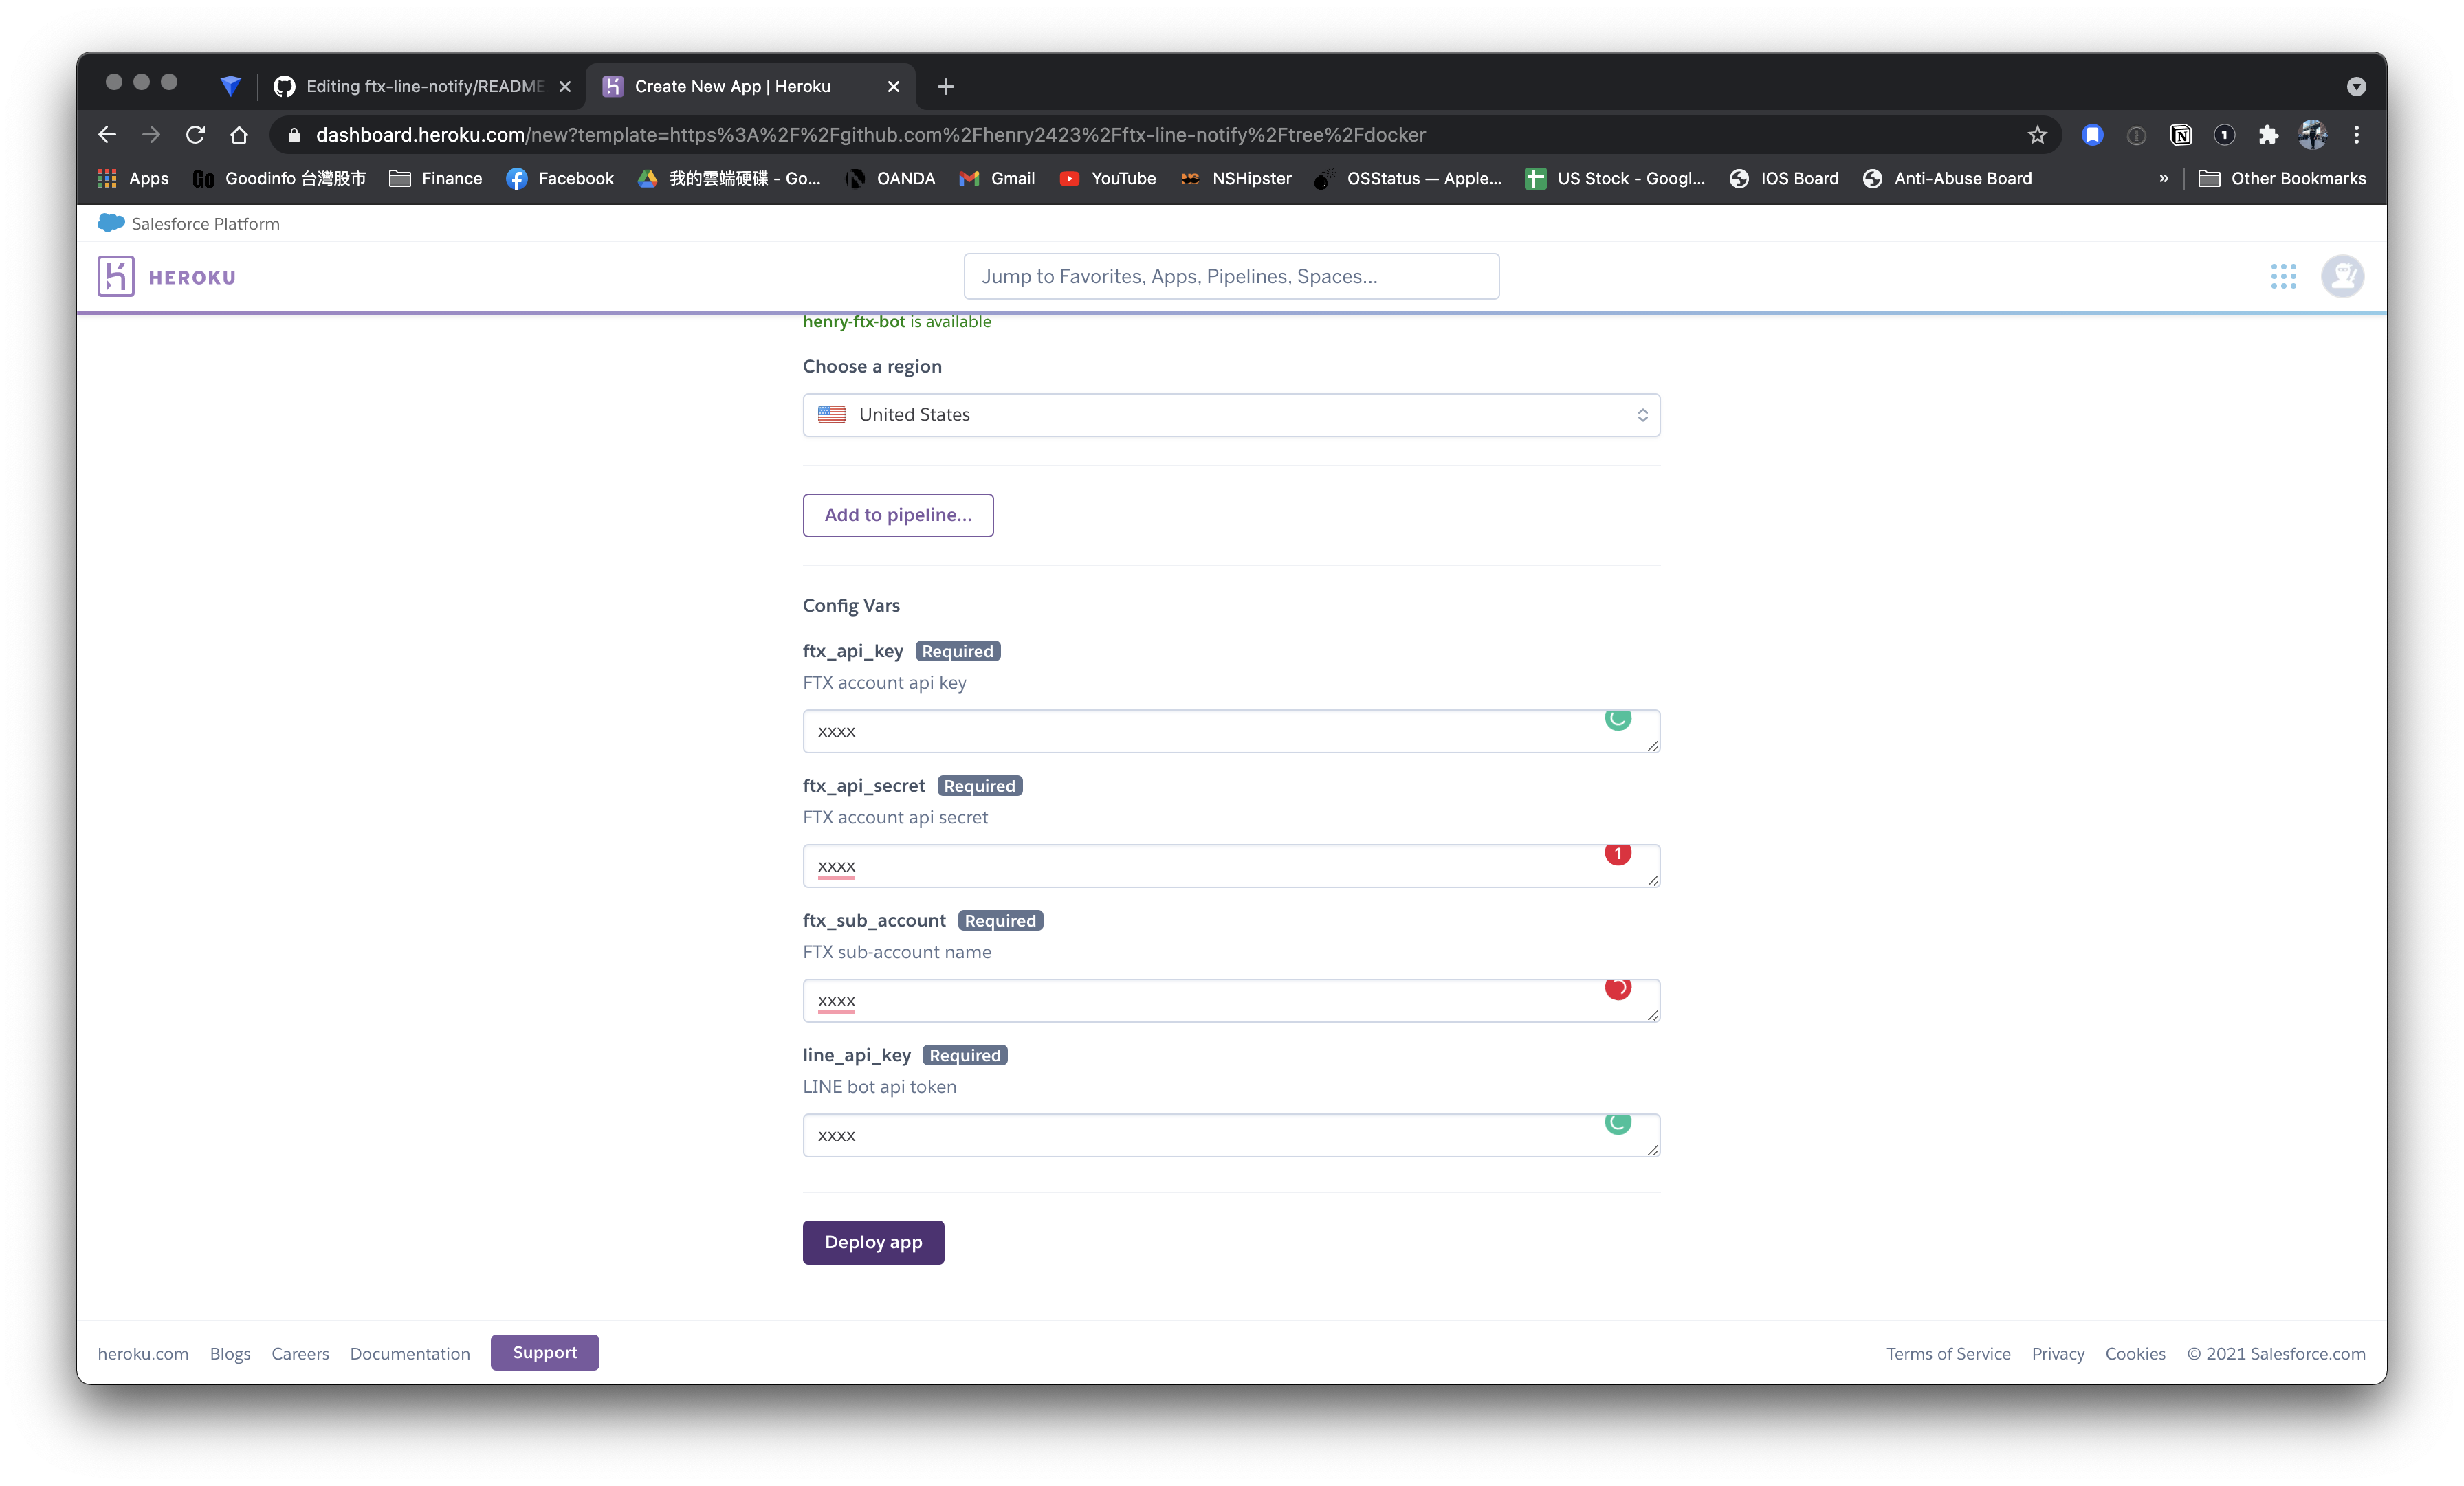 Editing ftx-line-notify/README
Create New App | Heroku
dashboard.heroku.com/new?template=https%3A%2F%2Fgithub.com%2Fhenry2423%2Fftx-line-notify%2Ftree%2Fdocker
Apps
Goodinfo 台灣股市
Finance
Facebook
我的雲端硬碟 - Go...
OANDA
Gmail
YouTube
NSHipster
OSStatus — Apple...
US Stock - Googl...
IOS Board
Anti-Abuse Board
»
Other Bookmarks
Salesforce Platform
HEROKU
Jump to Favorites, Apps, Pipelines, Spaces...
henry-ftx-bot is available
Choose a region
United States
Add to pipeline...
Config Vars
ftx_api_key Required
FTX account api key
xxxx
ftx_api_secret Required
FTX account api secret
xxxx
1
ftx_sub_account Required
FTX sub-account name
xxxx
line_api_key Required
LINE bot api token
xxxx
Deploy app
heroku.com Blogs Careers Documentation Support
Terms of Service Privacy Cookies © 2021 Salesforce.com